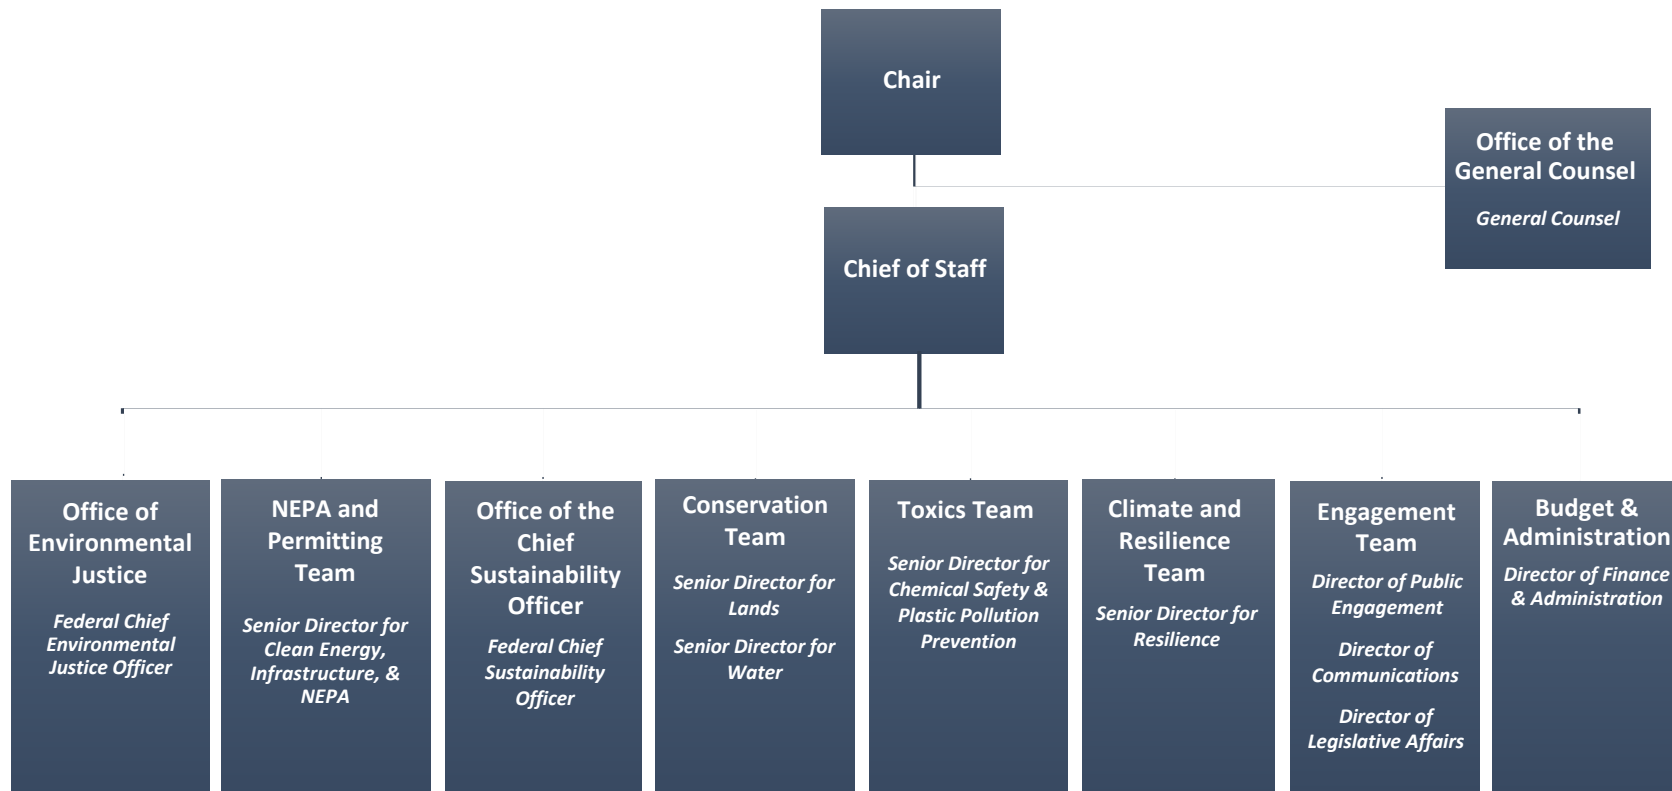 Chair
Office of the
General Counsel
General Counsel
Chief of Staff
Office of
Environmental
Justice
Federal Chief
Environmental
Justice Officer
NEPA and
Permitting
Team
Senior Director for
Clean Energy,
Infrastructure, &
NEPA
Office of the
Chief
Sustainability
Officer
Federal Chief
Sustainability
Officer
Conservation
Team
Senior Director for
Lands
Senior Director for
Water
Toxics Team
Senior Director for
Chemical Safety &
Plastic Pollution
Prevention
Climate and
Resilience
Team
Senior Director for
Resilience
Engagement
Team
Director of Public
Engagement
Director of
Communications
Director of
Legislative Affairs
Budget &
Administration
Director of Finance
& Administration